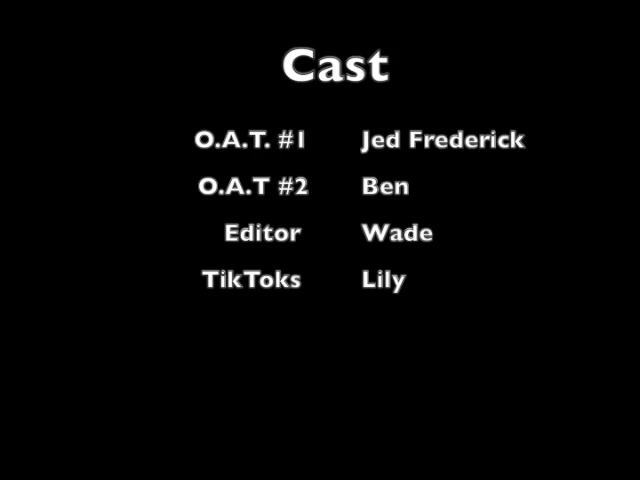 Cast
O.A.T. #1 Jed Frederick
O.A.T #2 Ben
Editor Wade
TikToks Lily